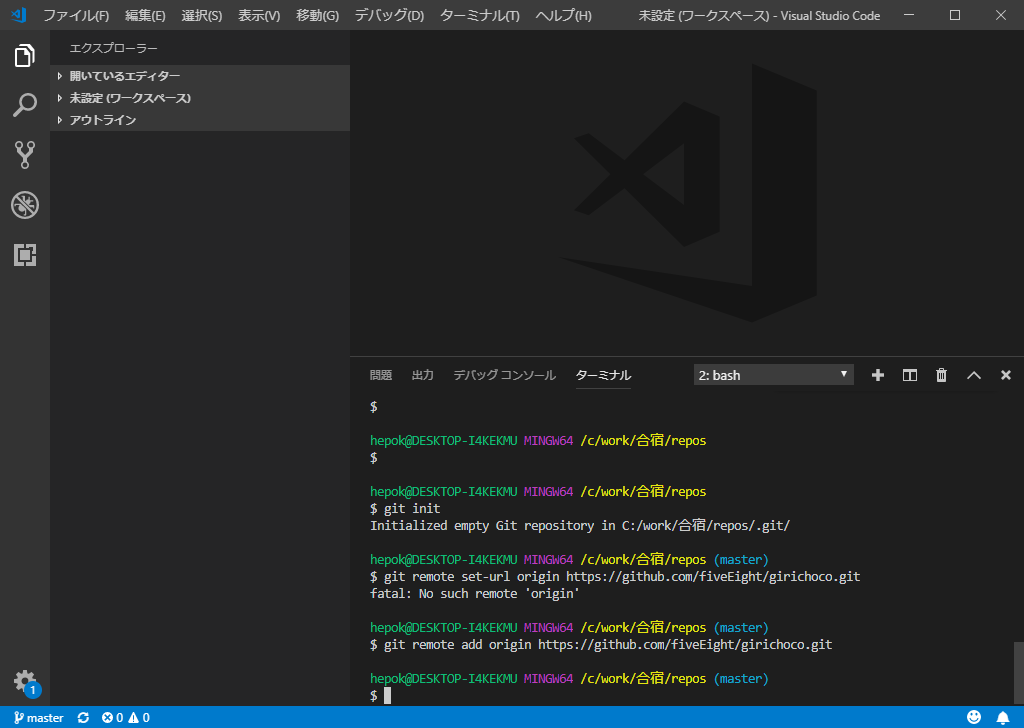 ファイル(F) 編集(E) 選択(S) 表示(V) 移動(G) デバッグ(D) ターミナル(T) ヘルプ(H) 未設定 (ワークスペース) - Visual Studio Code
エクスプローラー
開いているエディター
未設定 (ワークスペース)
アウトライン
問題 出力 デバッグ コンソール ターミナル 2: bash
$
hepok@DESKTOP-I4KEKMU MINGW64 /c/work/合宿/repos
$
hepok@DESKTOP-I4KEKMU MINGW64 /c/work/合宿/repos
$ git init
Initialized empty Git repository in C:/work/合宿/repos/.git/
hepok@DESKTOP-I4KEKMU MINGW64 /c/work/合宿/repos (master)
$ git remote set-url origin https://github.com/fiveEight/girichoco.git
fatal: No such remote 'origin'
hepok@DESKTOP-I4KEKMU MINGW64 /c/work/合宿/repos (master)
$ git remote add origin https://github.com/fiveEight/girichoco.git
hepok@DESKTOP-I4KEKMU MINGW64 /c/work/合宿/repos (master)
$
1
master 0 0